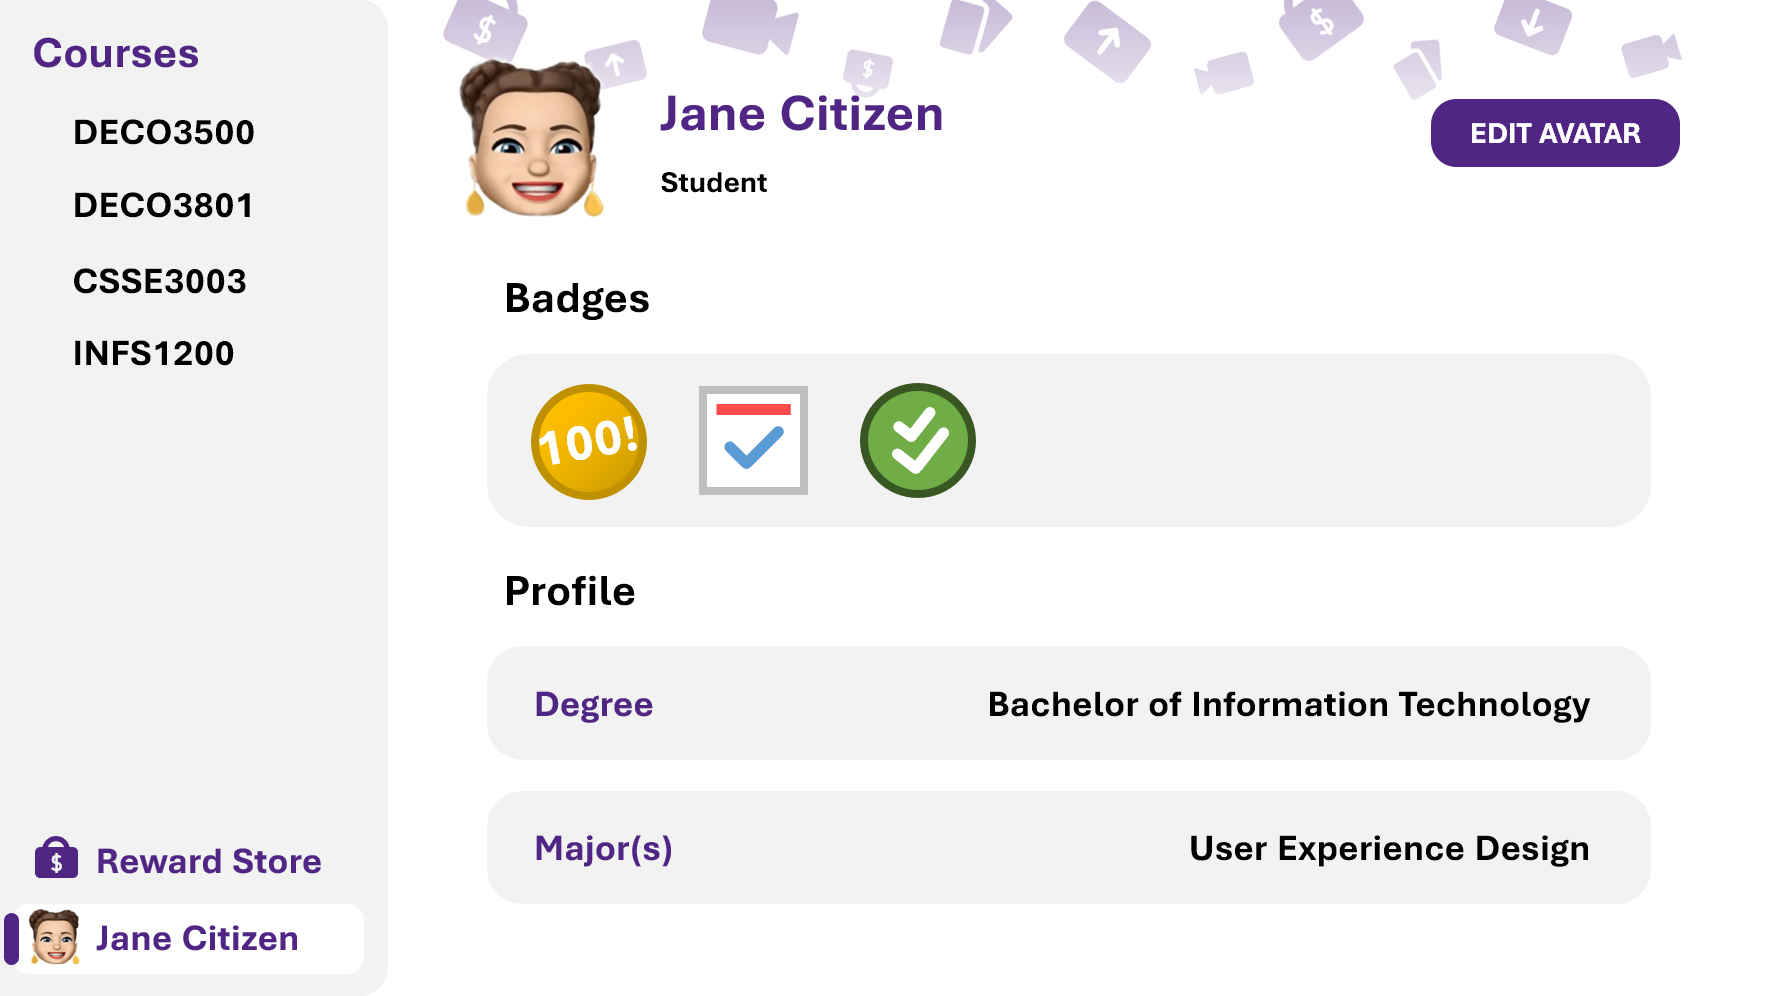 Courses
DECO3500
DECO3801
CSSE3003
INFS1200
$ Reward Store
Jane Citizen
$
$
$
Jane Citizen
Student
EDIT AVATAR
Badges
100!
Profile
Degree Bachelor of Information Technology
Major(s) User Experience Design